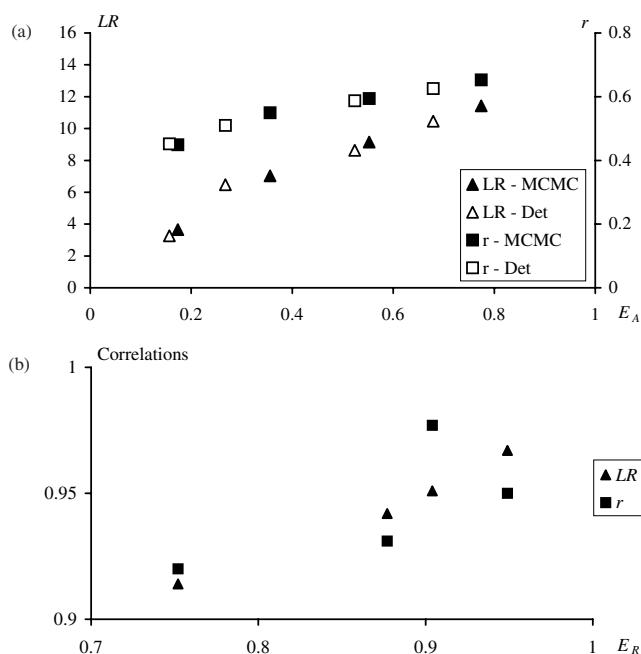 (a)
LR
r
16
14
12
10
8
6
4
2
0
0.8
0.6
0.4
0.2
0
LR - MCMC
LR - Det
r - MCMC
r - Det
0
0.2
0.4
0.6
0.8
1
E_A
(b)
Correlations
1
0.95
0.9
LR
r
0.7
0.8
0.9
1
E_R